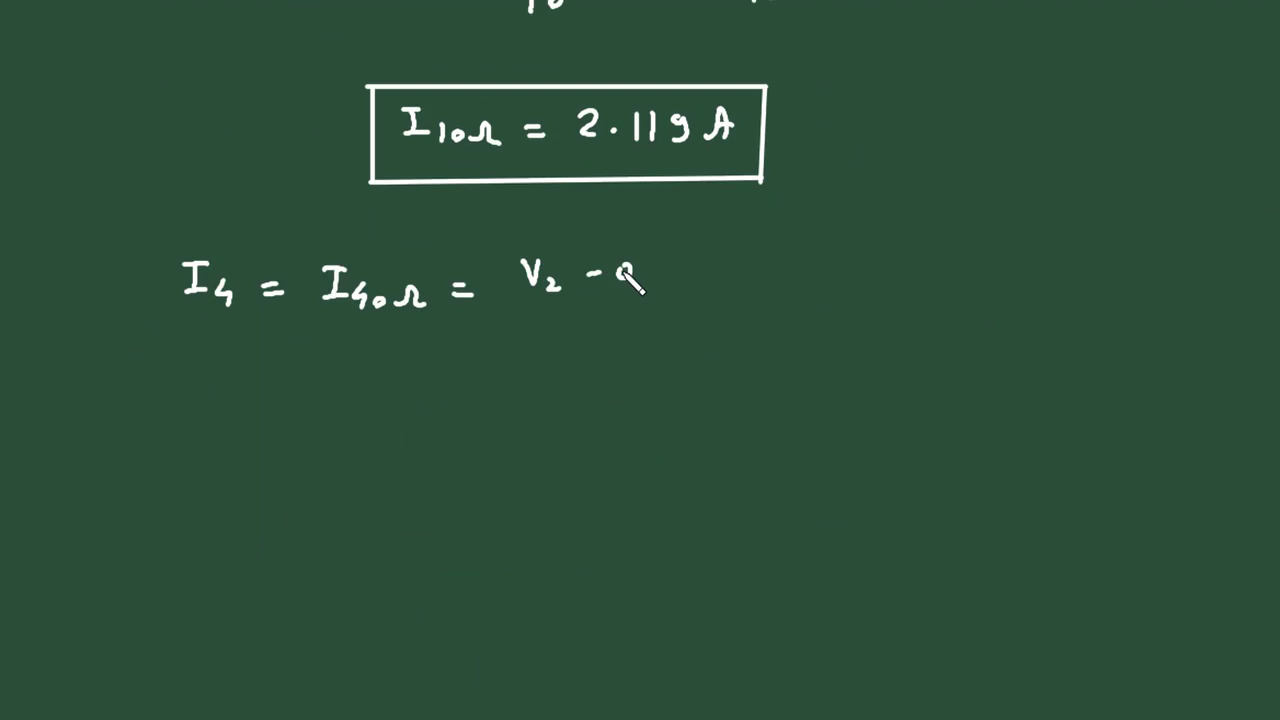 I₁₀Ω = 2.119 A
I₄ = I₄₀Ω = V₂ - 0